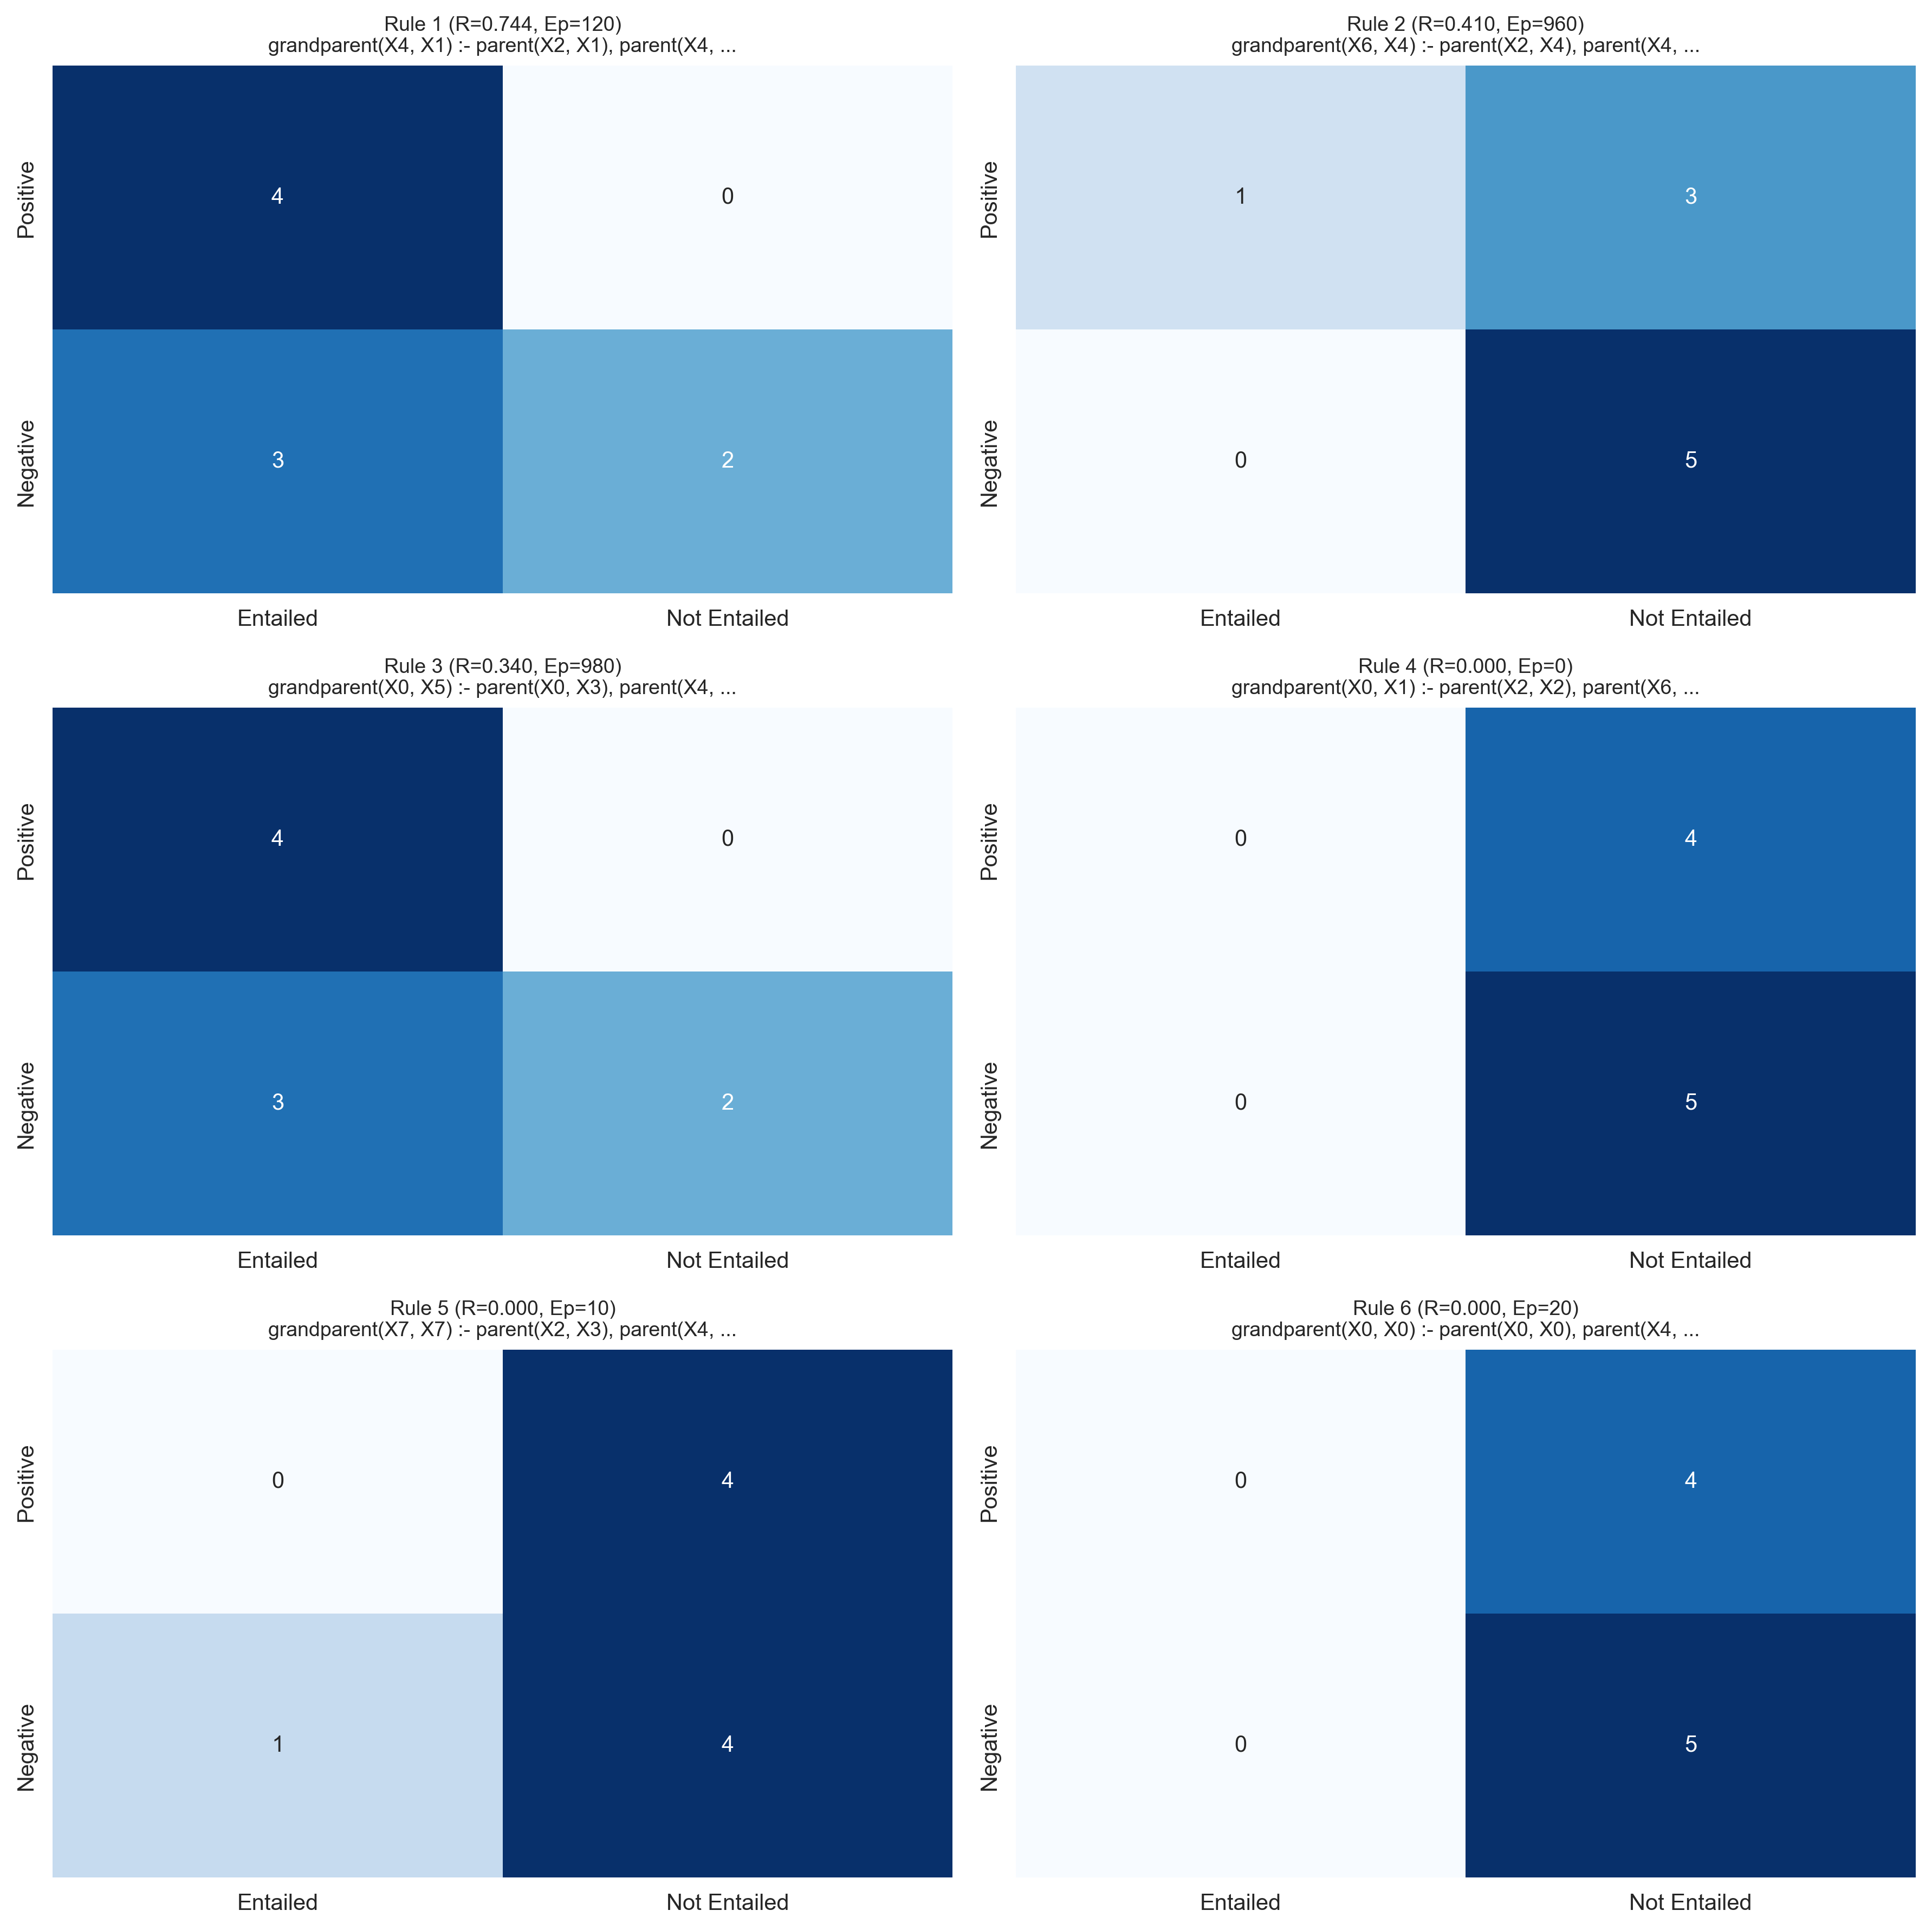 Rule 1 (R=0.744, Ep=120)
grandparent(X4, X1) :- parent(X2, X1), parent(X4, ...
Positive
4
0
Negative
3
2
Entailed
Not Entailed
Rule 2 (R=0.410, Ep=960)
grandparent(X6, X4) :- parent(X2, X4), parent(X4, ...
Positive
1
3
Negative
0
5
Entailed
Not Entailed
Rule 3 (R=0.340, Ep=980)
grandparent(X0, X5) :- parent(X0, X3), parent(X4, ...
Positive
4
0
Negative
3
2
Entailed
Not Entailed
Rule 4 (R=0.000, Ep=0)
grandparent(X0, X1) :- parent(X2, X2), parent(X6, ...
Positive
0
4
Negative
0
5
Entailed
Not Entailed
Rule 5 (R=0.000, Ep=10)
grandparent(X7, X7) :- parent(X2, X3), parent(X4, ...
Positive
0
4
Negative
1
4
Entailed
Not Entailed
Rule 6 (R=0.000, Ep=20)
grandparent(X0, X0) :- parent(X0, X0), parent(X4, ...
Positive
0
4
Negative
0
5
Entailed
Not Entailed